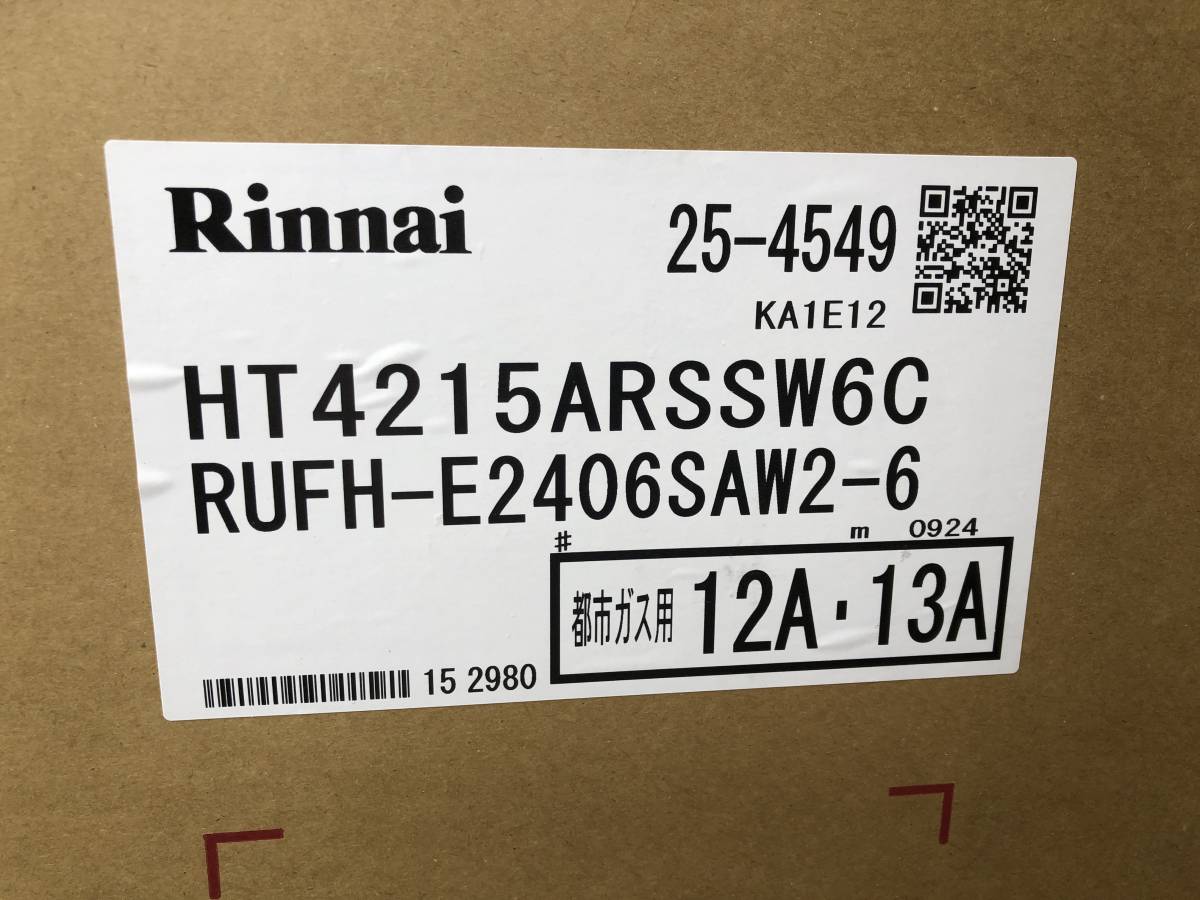 Rinnai
25-4549
KA1E12
HT4215ARSSW6C
RUFH-E2406SAW2-6
# m 0924
都市ガス用 12A・13A
15 2980